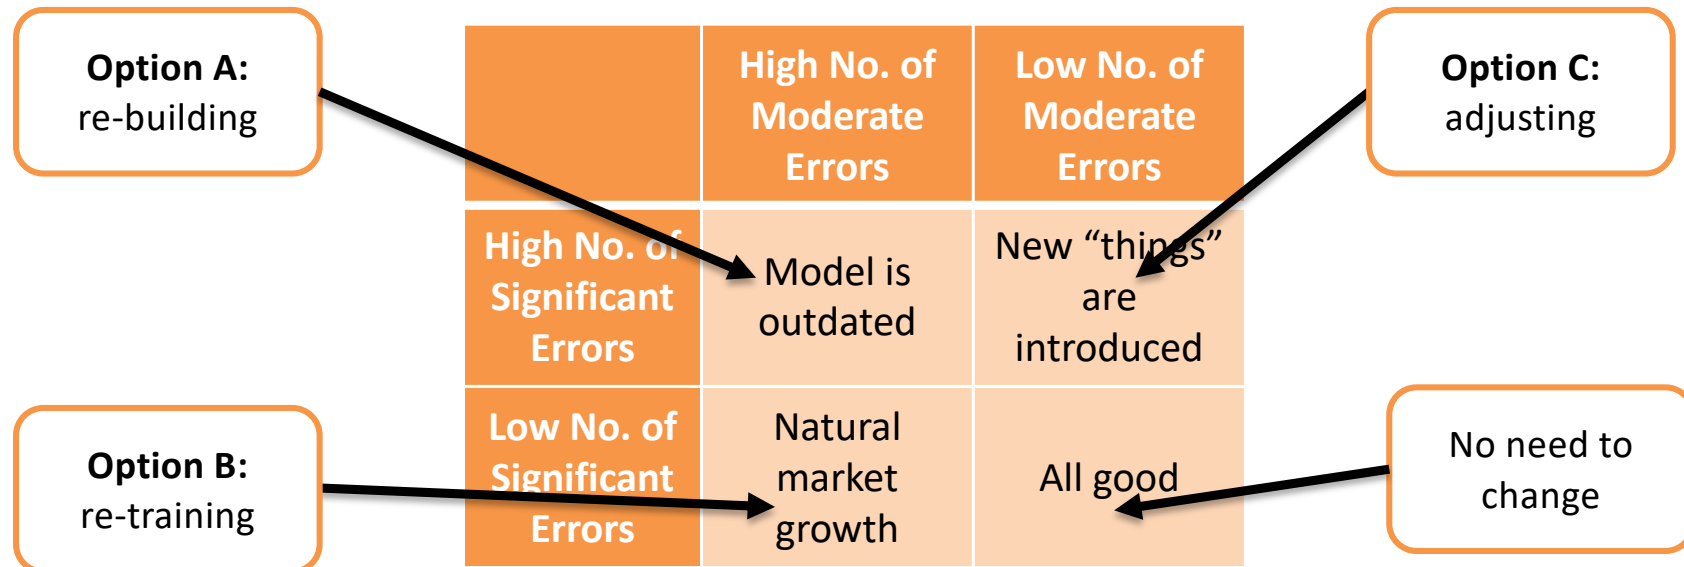 Option A:
re-building
High No. of
Moderate
Errors
Low No. of
Moderate
Errors
Option C:
adjusting
High No. of
Significant
Errors
Model is
outdated
New “things”
are
introduced
Option B:
re-training
Low No. of
Significant
Errors
Natural
market
growth
All good
No need to
change